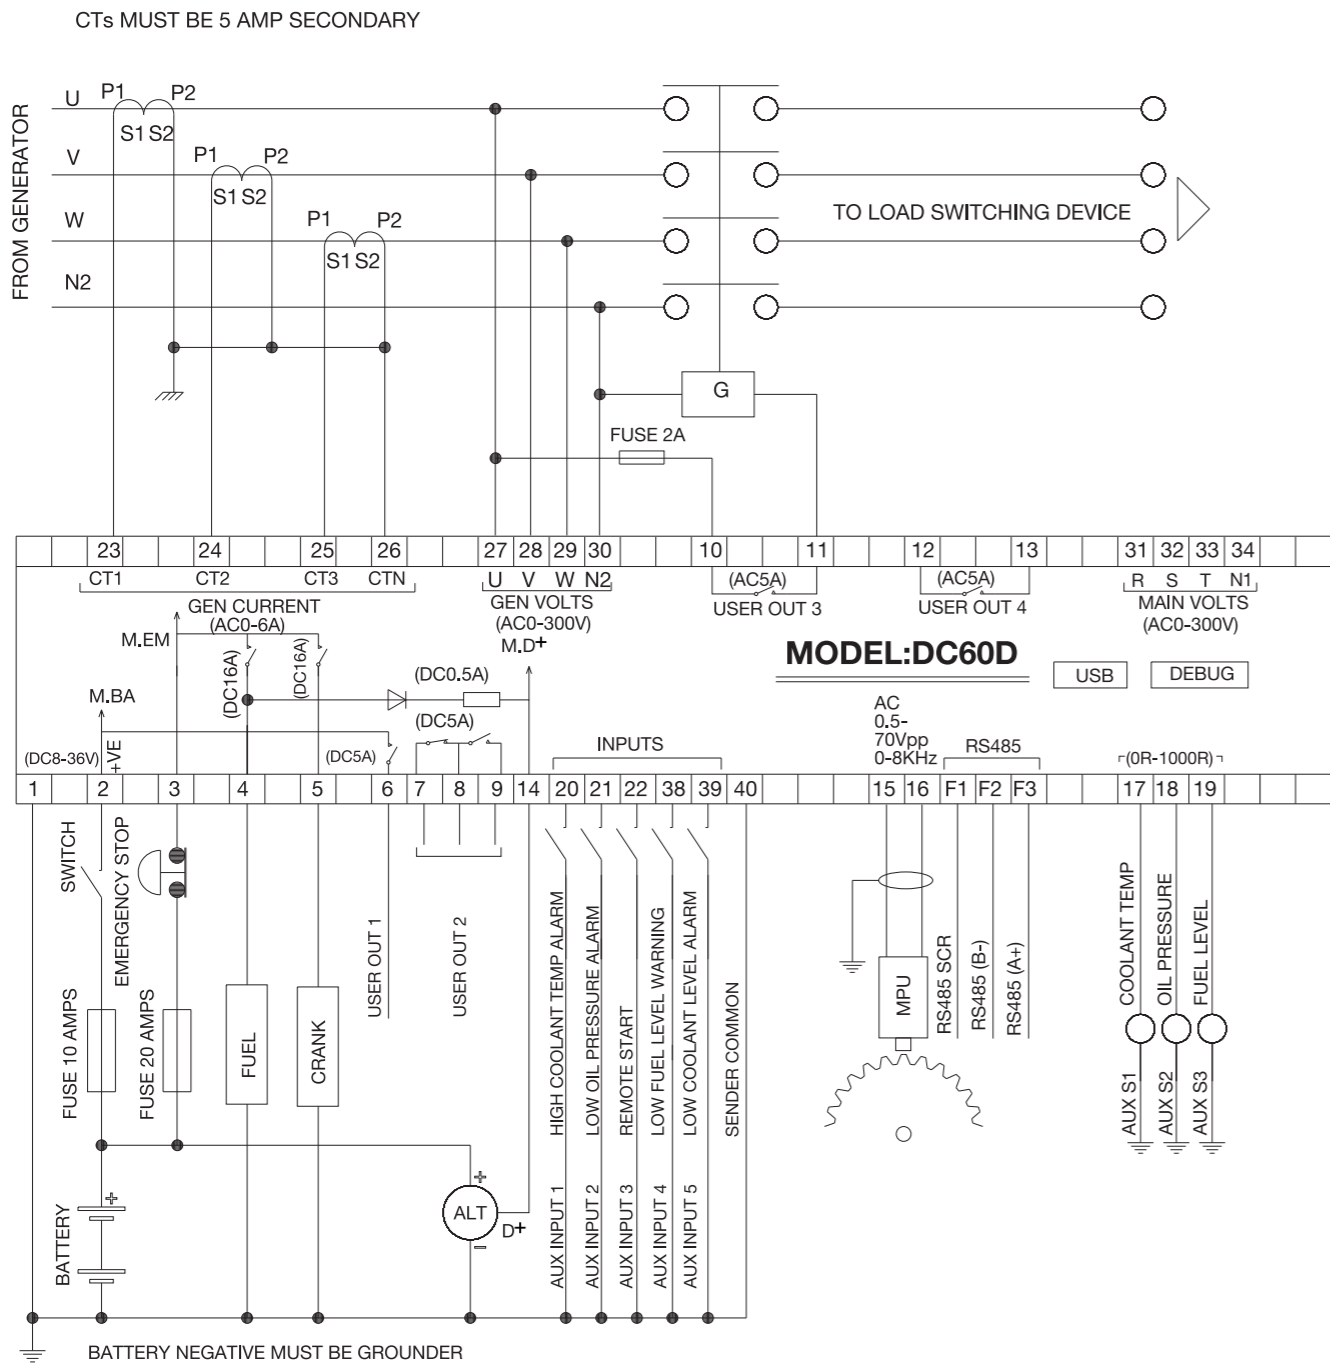 CTs MUST BE 5 AMP SECONDARY
FROM GENERATOR
U P1 P2
S1 S2
V P1 P2
S1 S2
W P1 P2
S1 S2
N2
TO LOAD SWITCHING DEVICE
G
FUSE 2A
23 24 25 26 27 28 29 30 10 11 12 13 31 32 33 34
CT1 CT2 CT3 CTN U V W N2 (AC5A) (AC5A) R S T N1
GEN CURRENT
(AC0-6A)
GEN VOLTS
(AC0-300V)
USER OUT 3
USER OUT 4
MAIN VOLTS
(AC0-300V)
M.EM
M.D+
(DC16A)
(DC16A)
MODEL:DC60D
USB
DEBUG
M.BA
(DC0.5A)
(DC5A)
AC
0.5-
70Vpp
0-8KHz
RS485
INPUTS
(DC8-36V)
+VE
(DC5A)
(0R-1000R)
1 2 3 4 5 6 7 8 9 14 20 21 22 38 39 40 15 16 F1 F2 F3 17 18 19
SWITCH
EMERGENCY STOP
FUSE 10 AMPS
FUSE 20 AMPS
FUEL
CRANK
USER OUT 1
USER OUT 2
HIGH COOLANT TEMP ALARM
LOW OIL PRESSURE ALARM
REMOTE START
LOW FUEL LEVEL WARNING
LOW COOLANT LEVEL ALARM
SENDER COMMON
MPU
RS485 SCR
RS485 (B-)
RS485 (A+)
COOLANT TEMP
OIL PRESSURE
FUEL LEVEL
AUX S1
AUX S2
AUX S3
BATTERY
+
+
ALT
D+
−
AUX INPUT 1
AUX INPUT 2
AUX INPUT 3
AUX INPUT 4
AUX INPUT 5
BATTERY NEGATIVE MUST BE GROUNDER